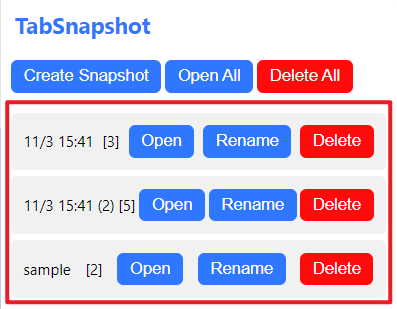 TabSnapshot
Create Snapshot Open All Delete All
11/3 15:41 [3] Open Rename Delete
11/3 15:41 (2) [5] Open Rename Delete
sample [2] Open Rename Delete